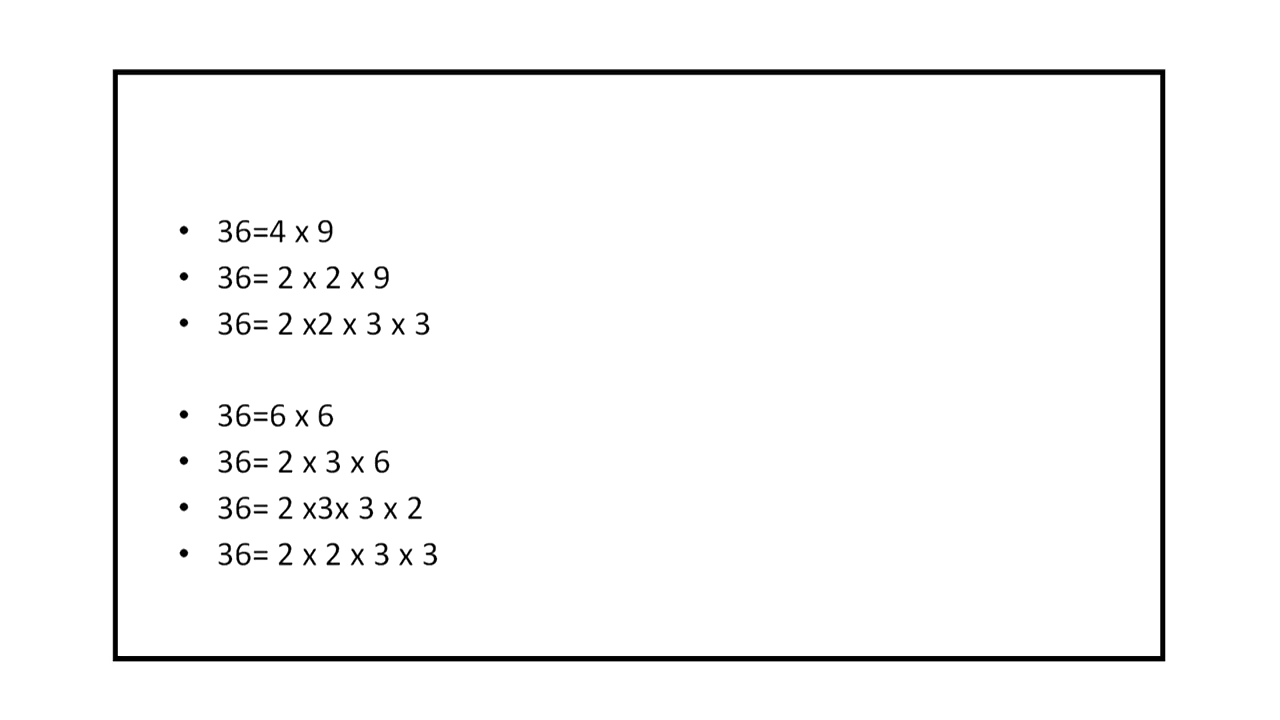 • 36=4 x 9
• 36= 2 x 2 x 9
• 36= 2 x2 x 3 x 3
• 36=6 x 6
• 36= 2 x 3 x 6
• 36= 2 x3x 3 x 2
• 36= 2 x 2 x 3 x 3